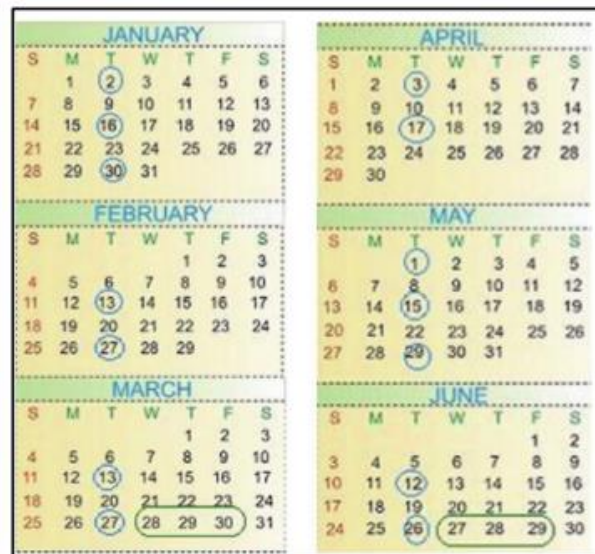 JANUARY
S M T W T F S
1 2 3 4 5 6
7 8 9 10 11 12 13
14 15 16 17 18 19 20
21 22 23 24 25 26 27
28 29 30 31
FEBRUARY
S M T W T F S
1 2 3
4 5 6 7 8 9 10
11 12 13 14 15 16 17
18 19 20 21 22 23 24
25 26 27 28 29
MARCH
S M T W T F S
1 2 3
4 5 6 7 8 9 10
11 12 13 14 15 16 17
18 19 20 21 22 23 24
25 26 27 28 29 30 31
APRIL
S M T W T F S
1 2 3 4 5 6 7
8 9 10 11 12 13 14
15 16 17 18 19 20 21
22 23 24 25 26 27 28
29 30
MAY
S M T W T F S
1 2 3 4 5
6 7 8 9 10 11 12
13 14 15 16 17 18 19
20 21 22 23 24 25 26
27 28 29 30 31
JUNE
S M T W T F S
1 2
3 4 5 6 7 8 9
10 11 12 13 14 15 16
17 18 19 20 21 22 23
24 25 26 27 28 29 30